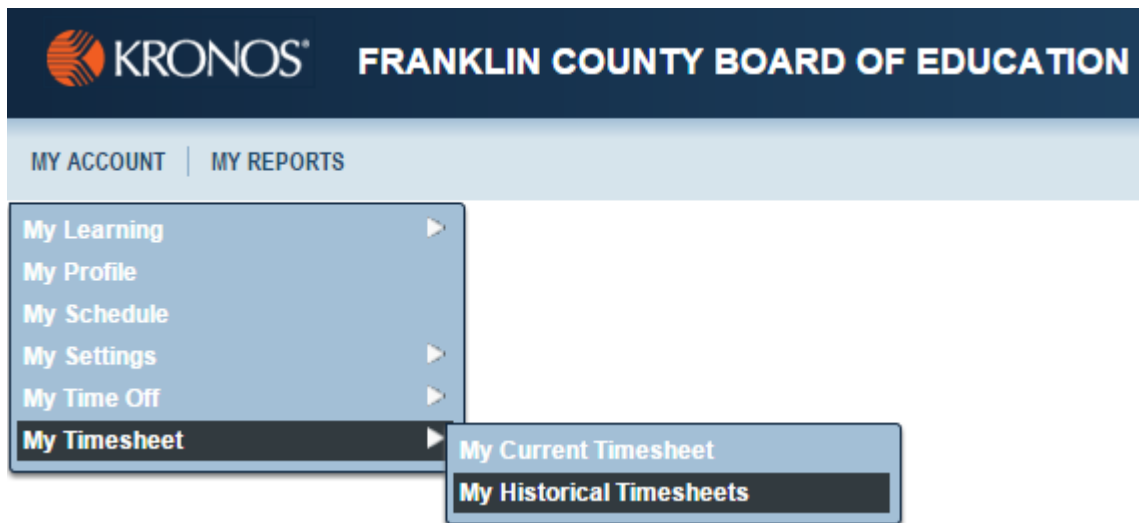 KRONOS® FRANKLIN COUNTY BOARD OF EDUCATION
MY ACCOUNT | MY REPORTS
My Learning
My Profile
My Schedule
My Settings
My Time Off
My Timesheet
My Current Timesheet
My Historical Timesheets